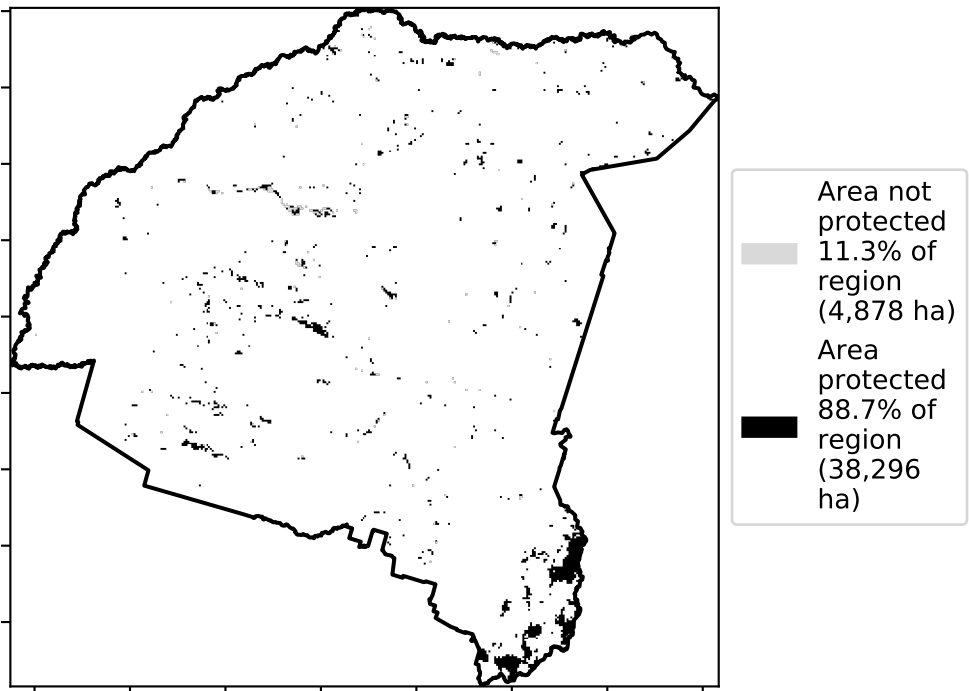 Area not
protected
11.3% of
region
(4,878 ha)
Area
protected
88.7% of
region
(38,296
ha)